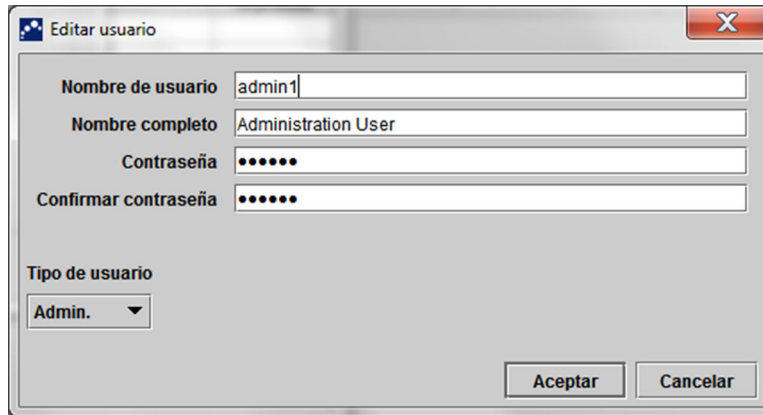 Editar usuario
Nombre de usuario admin1
Nombre completo Administration User
Contraseña ••••••
Confirmar contraseña ••••••
Tipo de usuario
Admin.
Aceptar Cancelar